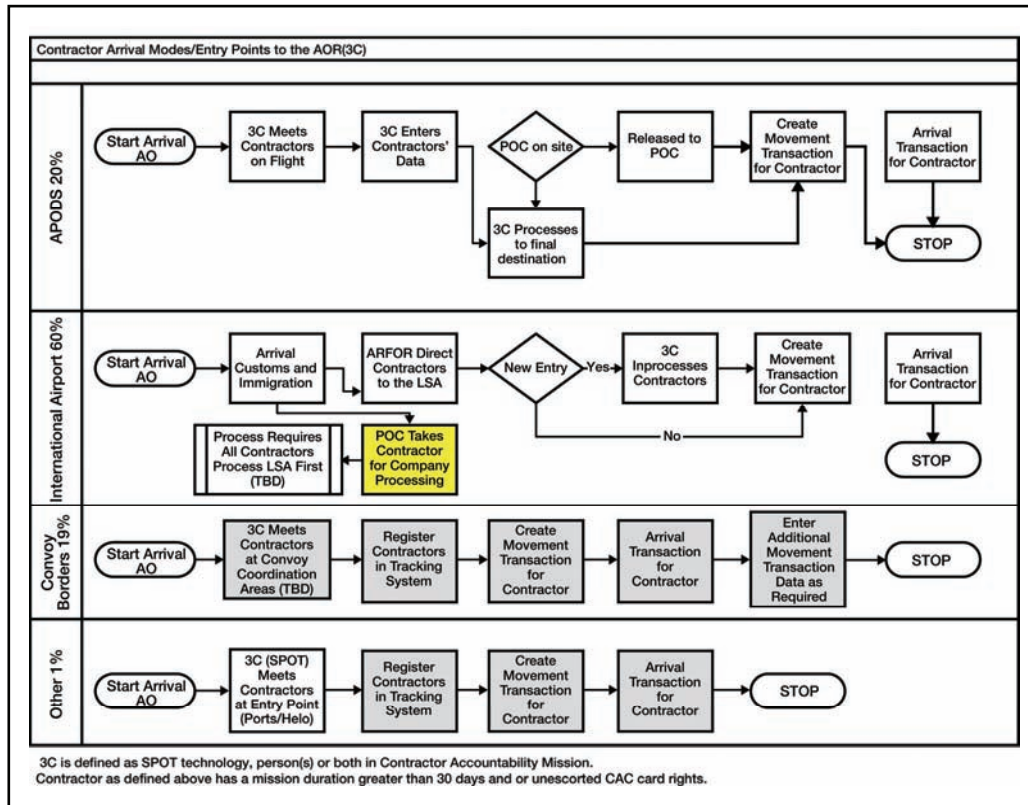 Contractor Arrival Modes/Entry Points to the AOR(3C)
APODS 20%
Start Arrival
AO
3C Meets
Contractors
on Flight
3C Enters
Contractors'
Data
POC on site
Released to
POC
Create
Movement
Transaction
for Contractor
Arrival
Transaction
for Contractor
3C Processes
to final
destination
STOP
International Airport 60%
Start Arrival
AO
Arrival
Customs and
Immigration
ARFOR Direct
Contractors
to the LSA
New Entry
Yes
3C
Inprocesses
Contractors
Create
Movement
Transaction
for Contractor
Arrival
Transaction
for Contractor
No
Process Requires
All Contractors
Process LSA First
(TBD)
POC Takes
Contractor
for Company
Processing
STOP
Convoy
Borders 19%
Start Arrival
AO
3C Meets
Contractors
at Convoy
Coordination
Areas (TBD)
Register
Contractors
in Tracking
System
Create
Movement
Transaction
for
Contractor
Arrival
Transaction
for
Contractor
Enter
Additional
Movement
Transaction
Data as
Required
STOP
Other 1%
Start Arrival
AO
3C (SPOT)
Meets
Contractors
at Entry Point
(Ports/Helo)
Register
Contractors
in Tracking
System
Create
Movement
Transaction
for
Contractor
Arrival
Transaction
for
Contractor
STOP
3C is defined as SPOT technology, person(s) or both in Contractor Accountability Mission.
Contractor as defined above has a mission duration greater than 30 days and or unescorted CAC card rights.